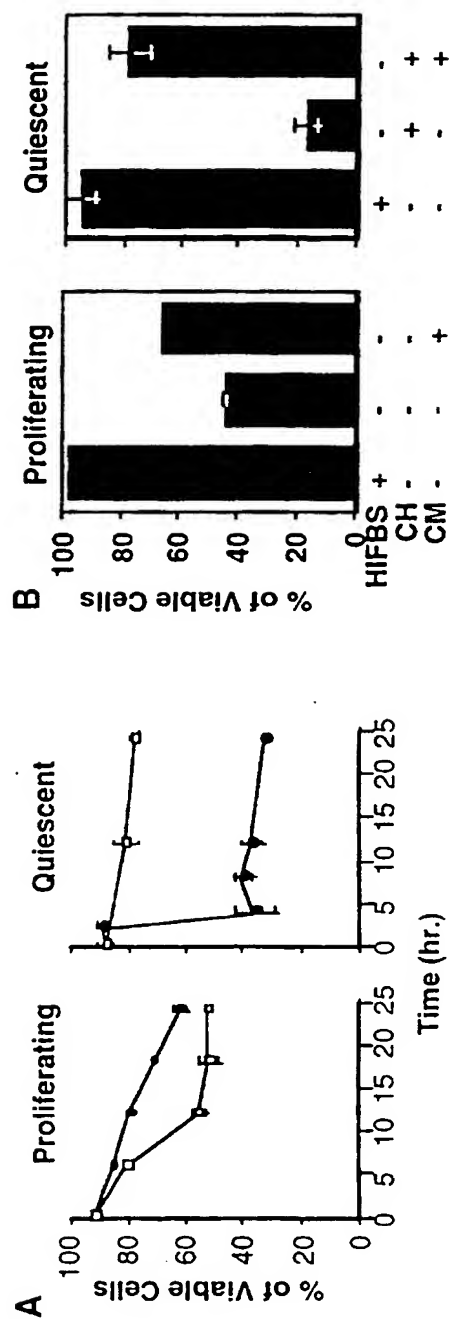 A
Proliferating
Quiescent
% of Viable Cells
100
80
60
40
20
0
0 5 10 15 20 25
0 5 10 15 20 25
Time (hr.)
B
Proliferating
Quiescent
% of Viable Cells
100
80
60
40
20
0
HIFBS + - - + - -
CH - - - - + +
CM - - + - - +